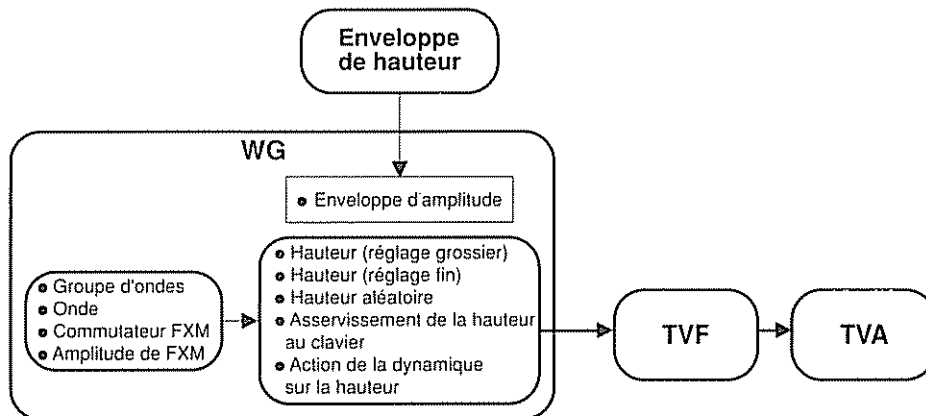 Enveloppe
de hauteur
WG
• Enveloppe d'amplitude
• Groupe d'ondes
• Onde
• Commutateur FXM
• Amplitude de FXM
• Hauteur (réglage grossier)
• Hauteur (réglage fin)
• Hauteur aléatoire
• Asservissement de la hauteur
au clavier
• Action de la dynamique
sur la hauteur
TVF
TVA